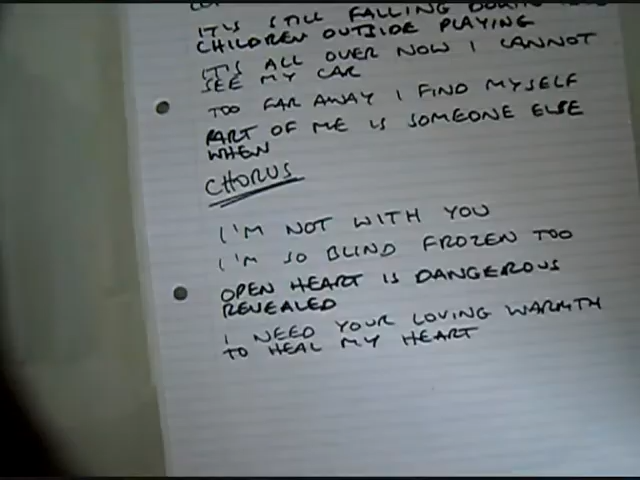 IT'S STILL FALLING DOWN
CHILDREN OUTSIDE PLAYING
IT'S ALL OVER NOW I CANNOT
SEE MY CAR
TOO FAR AWAY I FIND MYSELF
PART OF ME IS SOMEONE ELSE
WHEN
CHORUS
I'M NOT WITH YOU
I'M SO BLIND FROZEN TOO
OPEN HEART IS DANGEROUS
REVEALED
I NEED YOUR LOVING WARMTH
TO HEAL MY HEART